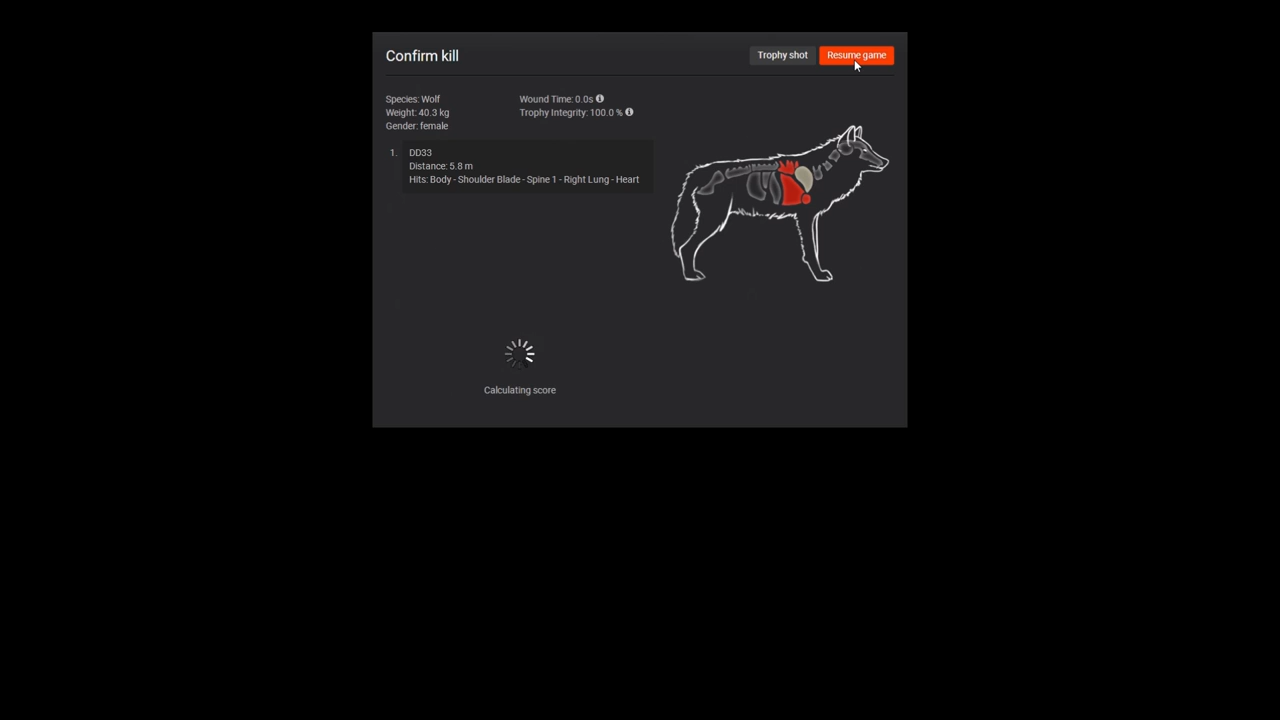 Confirm kill
Trophy shot
Resume game
Species: Wolf
Weight: 40.3 kg
Gender: female
Wound Time: 0.0s
Trophy Integrity: 100.0 %
1.
DD33
Distance: 5.8 m
Hits: Body - Shoulder Blade - Spine 1 - Right Lung - Heart
Calculating score